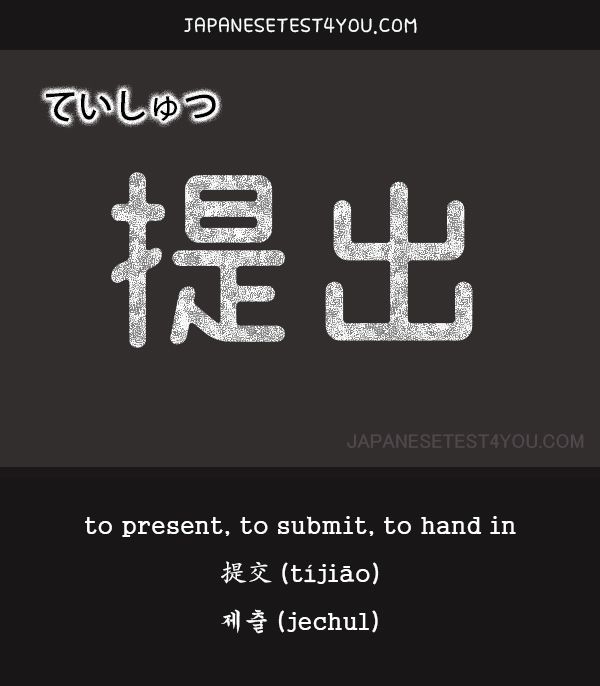 JAPANESETEST4YOU.COM
ていしゅつ
提出
JAPANESETEST4YOU.COM
to present, to submit, to hand in
提交 (tíjiāo)
제출 (jechul)